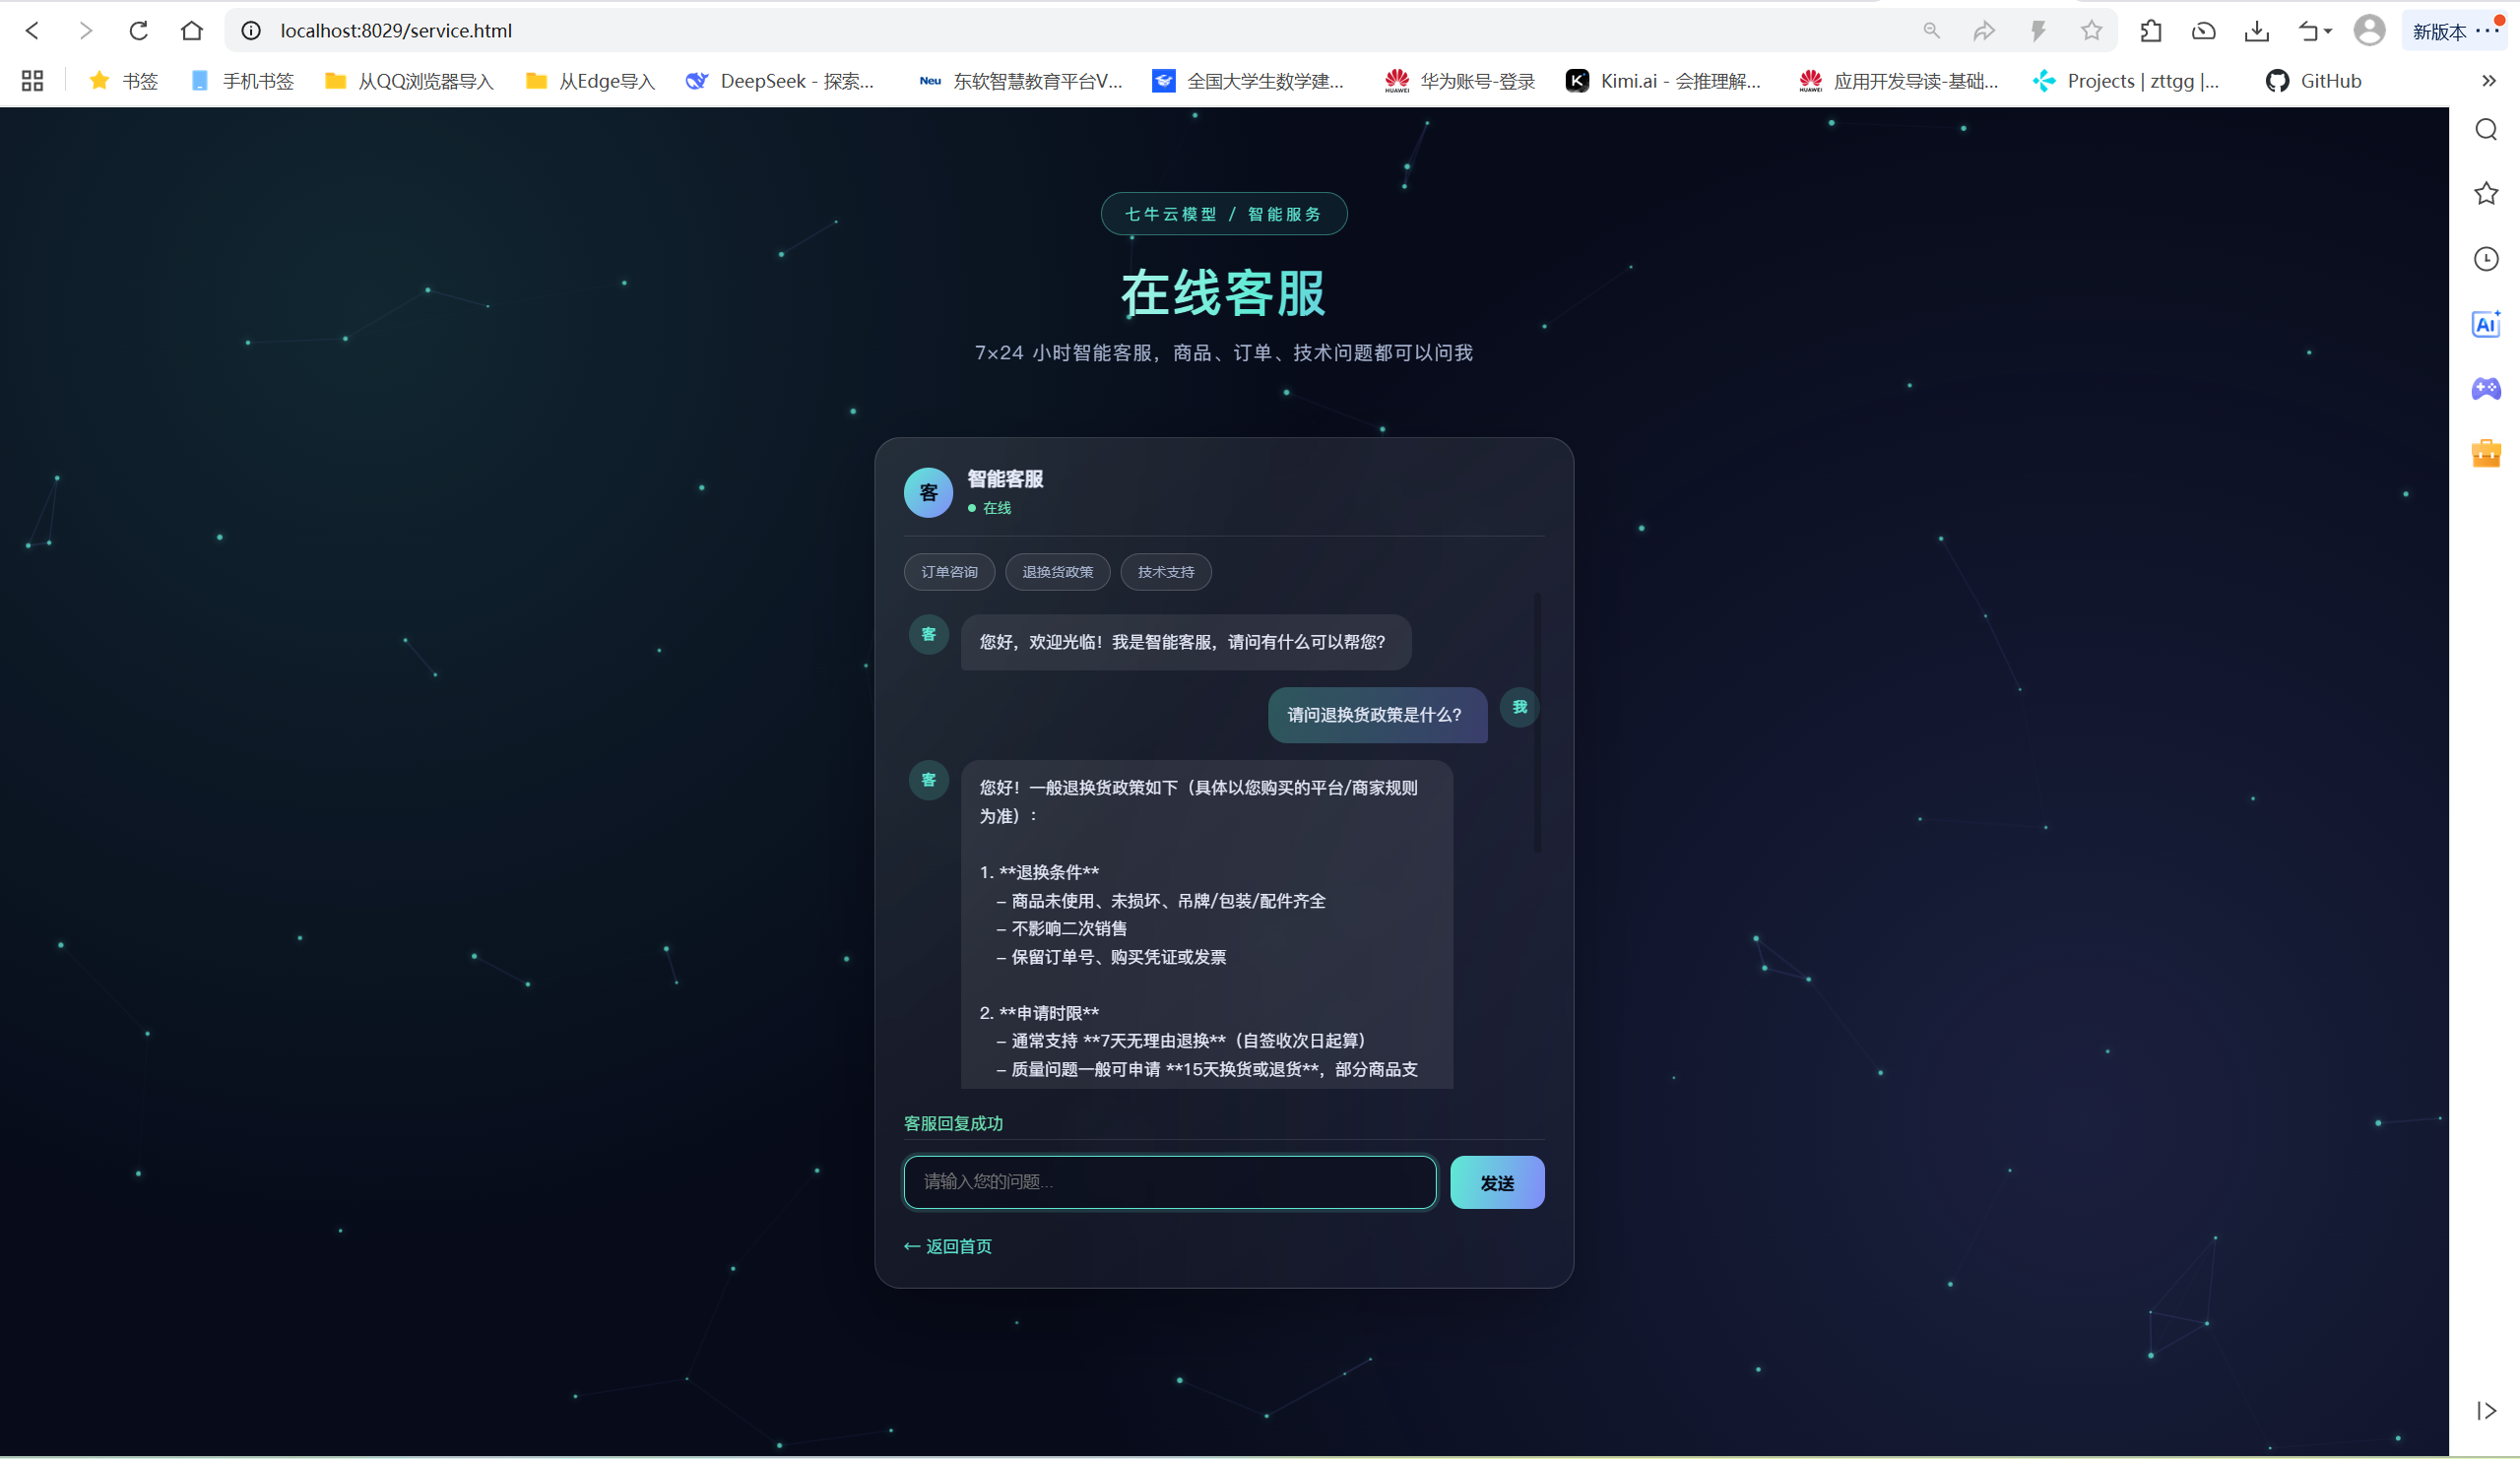 localhost:8029/service.html
新版本 ···
书签
手机书签
从QQ浏览器导入
从Edge导入
DeepSeek - 探索...
Neu 东软智慧教育平台V...
全国大学生数学建...
HUAWEI 华为账号-登录
K Kimi.ai - 会推理解...
HUAWEI 应用开发导读-基础...
Projects | zttgg |...
GitHub
AI
七牛云模型 / 智能服务
在线客服
7×24 小时智能客服，商品、订单、技术问题都可以问我
客
智能客服
在线
订单咨询
退换货政策
技术支持
客
您好，欢迎光临！我是智能客服，请问有什么可以帮您？
请问退换货政策是什么？
我
客
您好！一般退换货政策如下（具体以您购买的平台/商家规则
为准）：
1. **退换条件**
– 商品未使用、未损坏、吊牌/包装/配件齐全
– 不影响二次销售
– 保留订单号、购买凭证或发票
2. **申请时限**
– 通常支持 **7天无理由退换**（自签收次日起算）
– 质量问题一般可申请 **15天换货或退货**，部分商品支
客服回复成功
请输入您的问题...
发送
← 返回首页